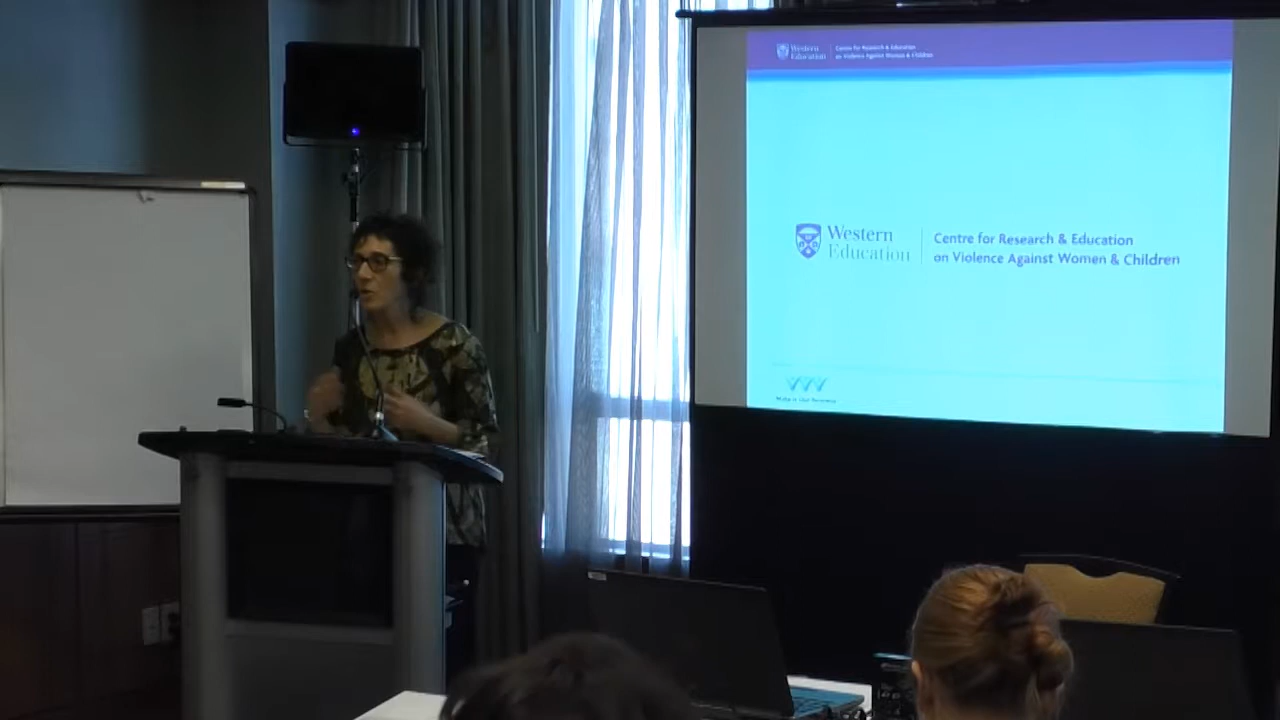 Western
Education
Centre for Research & Education
on Violence Against Women & Children
Western
Education
Centre for Research & Education
on Violence Against Women & Children